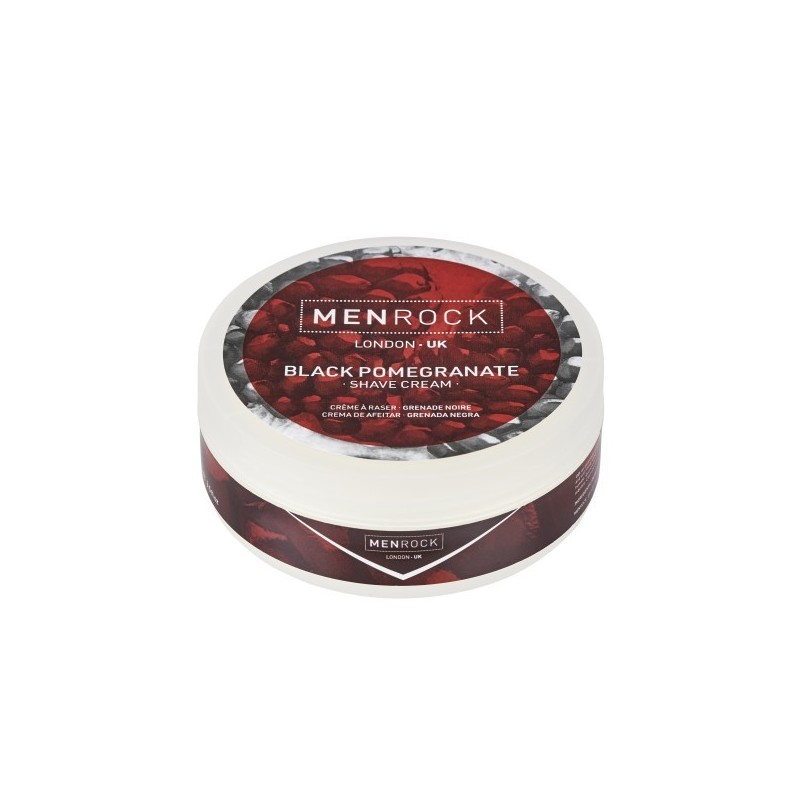 MENROCK
LONDON - UK
BLACK POMEGRANATE
· SHAVE CREAM ·
CRÈME À RASER · GRENADE NOIRE
CREMA DE AFEITAR · GRENADA NEGRA
MENROCK
LONDON - UK